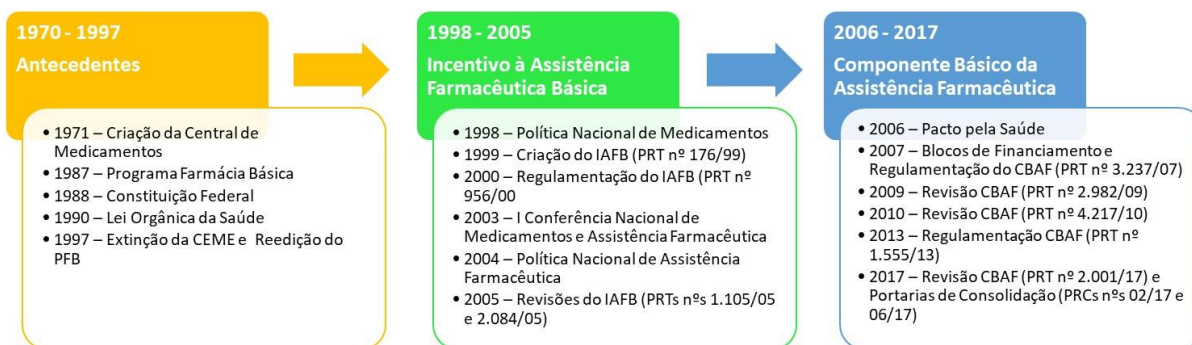 1970 - 1997
Antecedentes
• 1971 – Criação da Central de
Medicamentos
• 1987 – Programa Farmácia Básica
• 1988 – Constituição Federal
• 1990 – Lei Orgânica da Saúde
• 1997 – Extinção da CEME e Reedição do
PFB
1998 - 2005
Incentivo à Assistência
Farmacêutica Básica
• 1998 – Política Nacional de Medicamentos
• 1999 – Criação do IAFB (PRT nº 176/99)
• 2000 – Regulamentação do IAFB (PRT nº
956/00
• 2003 – I Conferência Nacional de
Medicamentos e Assistência Farmacêutica
• 2004 – Política Nacional de Assistência
Farmacêutica
• 2005 – Revisões do IAFB (PRTs nºs 1.105/05
e 2.084/05)
2006 - 2017
Componente Básico da
Assistência Farmacêutica
• 2006 – Pacto pela Saúde
• 2007 – Blocos de Financiamento e
Regulamento do CBAF (PRT nº 3.237/07)
• 2009 – Revisão CBAF (PRT nº 2.982/09)
• 2010 – Revisão CBAF (PRT nº 4.217/10)
• 2013 – Regulamentação CBAF (PRT nº
1.555/13)
• 2017 – Revisão CBAF (PRT nº 2.001/17) e
Portarias de Consolidação (PRCs nºs 02/17 e
06/17)